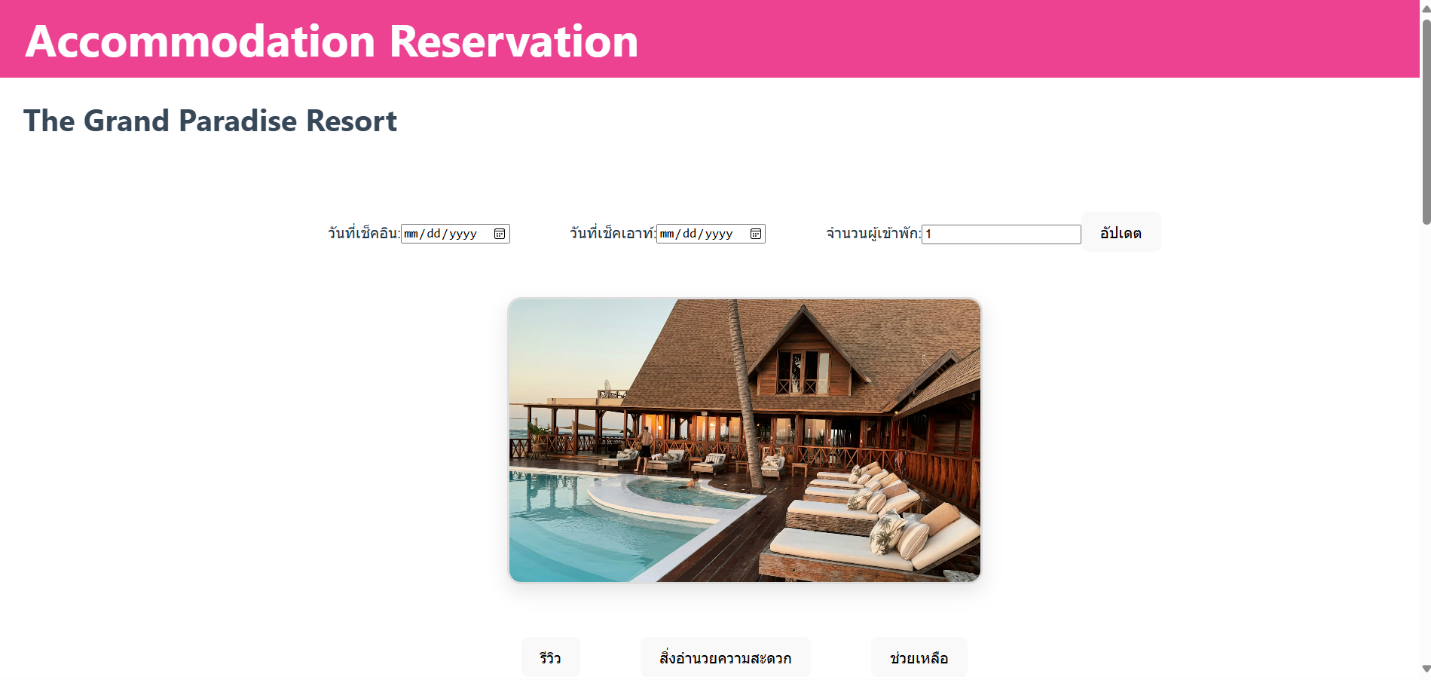 Accommodation Reservation
The Grand Paradise Resort
วันที่เช็คอิน: mm/dd/yyyy วันที่เช็คเอาท์: mm/dd/yyyy จำนวนผู้เข้าพัก: 1 อัปเดต
รีวิว สิ่งอำนวยความสะดวก ช่วยเหลือ